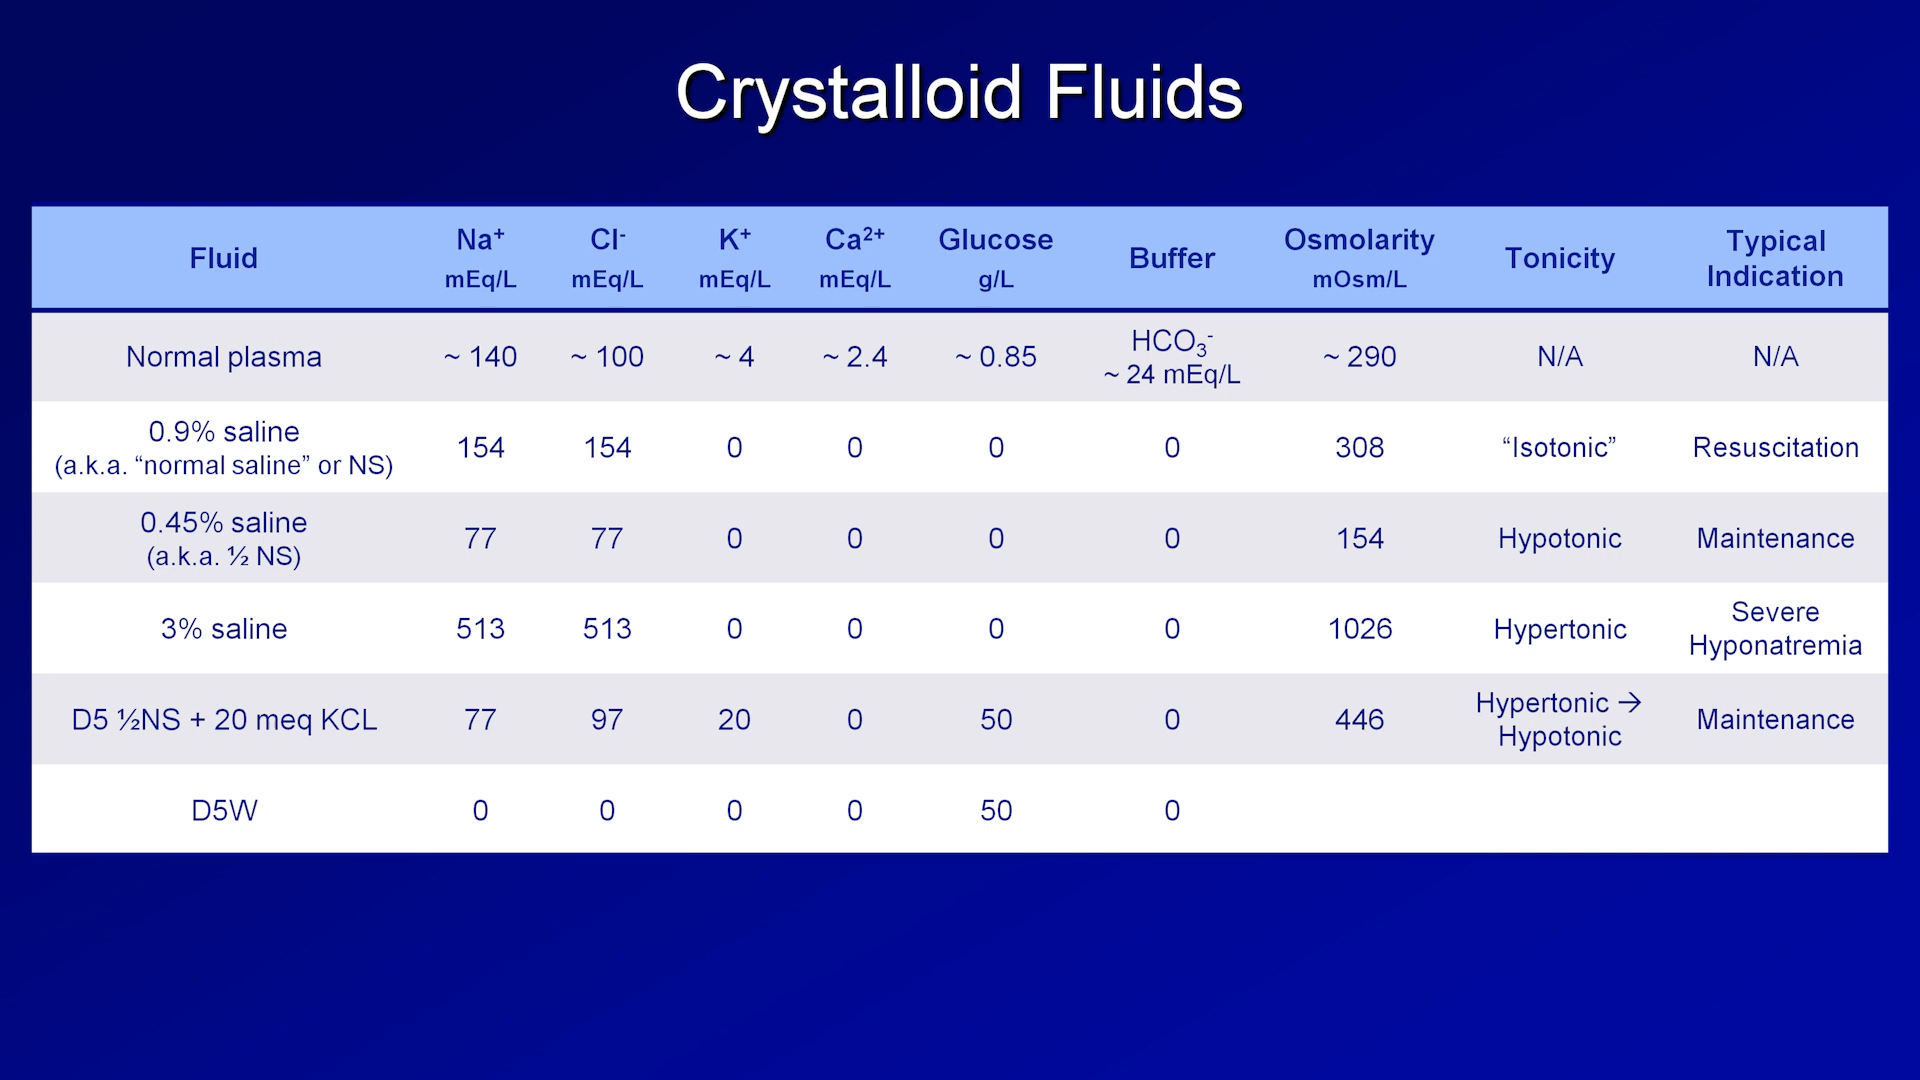 Crystalloid Fluids
Fluid Na⁺ mEq/L Cl⁻ mEq/L K⁺ mEq/L Ca²⁺ mEq/L Glucose g/L Buffer Osmolarity mOsm/L Tonicity Typical Indication
Normal plasma ~ 140 ~ 100 ~ 4 ~ 2.4 ~ 0.85 HCO₃⁻ ~ 24 mEq/L ~ 290 N/A N/A
0.9% saline (a.k.a. “normal saline” or NS) 154 154 0 0 0 0 308 “Isotonic” Resuscitation
0.45% saline (a.k.a. ½ NS) 77 77 0 0 0 0 154 Hypotonic Maintenance
3% saline 513 513 0 0 0 0 1026 Hypertonic Severe Hyponatremia
D5 ½NS + 20 meq KCL 77 97 20 0 50 0 446 Hypertonic → Hypotonic Maintenance
D5W 0 0 0 0 50 0